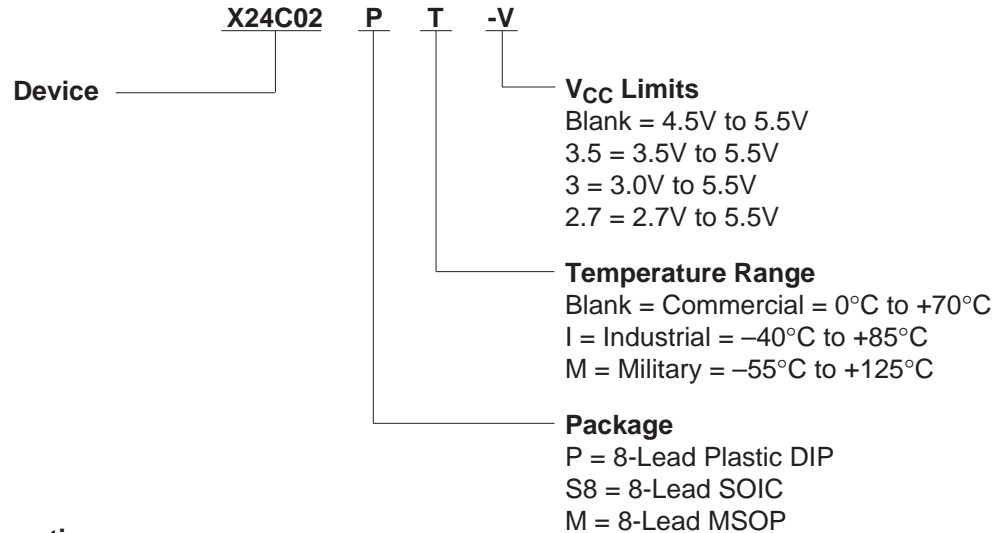 X24C02 P T -V
Device
VCC Limits
Blank = 4.5V to 5.5V
3.5 = 3.5V to 5.5V
3 = 3.0V to 5.5V
2.7 = 2.7V to 5.5V
Temperature Range
Blank = Commercial = 0°C to +70°C
I = Industrial = –40°C to +85°C
M = Military = –55°C to +125°C
Package
P = 8-Lead Plastic DIP
S8 = 8-Lead SOIC
M = 8-Lead MSOP